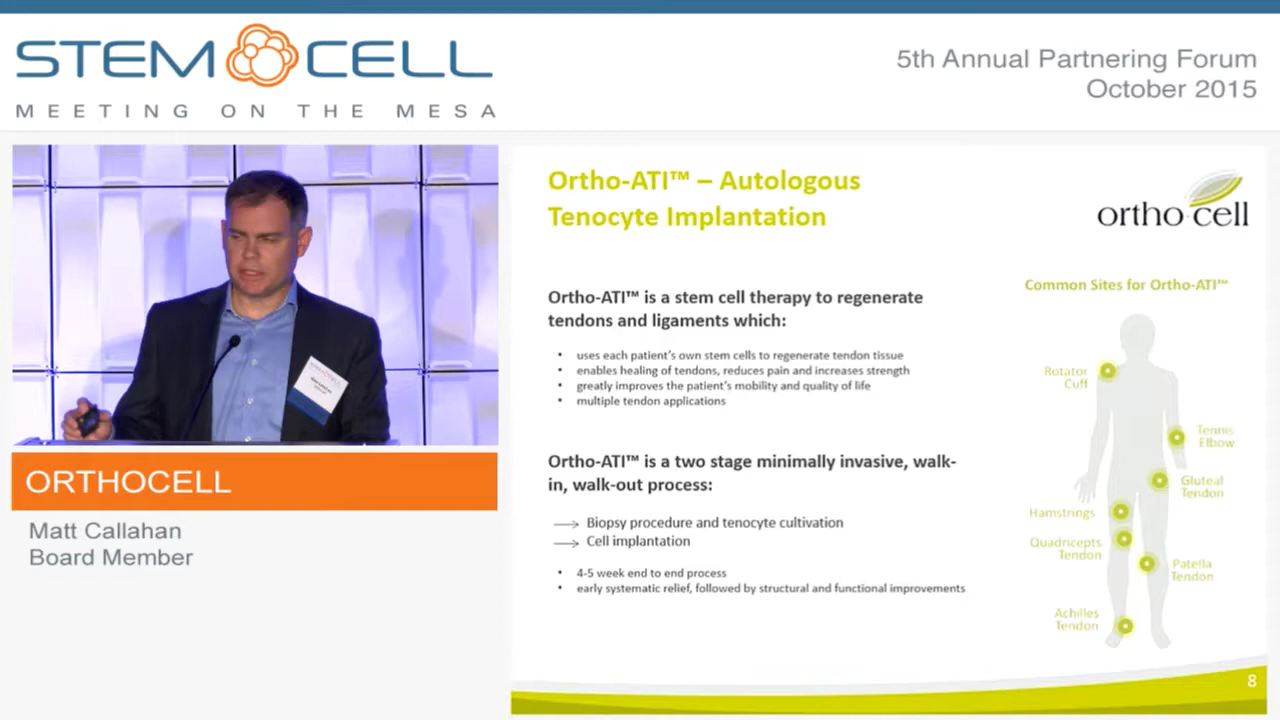 STEM CELL
MEETING ON THE MESA
5th Annual Partnering Forum
October 2015
ORTHOCELL
Matt Callahan
Board Member
Ortho-ATI™ – Autologous
Tenocyte Implantation
ortho cell
Ortho-ATI™ is a stem cell therapy to regenerate
tendons and ligaments which:
• uses each patient's own stem cells to regenerate tendon tissue
• enables healing of tendons, reduces pain and increases strength
• greatly improves the patient's mobility and quality of life
• multiple tendon applications
Ortho-ATI™ is a two stage minimally invasive, walk-
in, walk-out process:
→ Biopsy procedure and tenocyte cultivation
→ Cell implantation
• 4-5 week end to end process
• early systematic relief, followed by structural and functional improvements
Common Sites for Ortho-ATI™
Rotator
Cuff
Tennis
Elbow
Gluteal
Tendon
Hamstrings
Quadricepts
Tendon
Patella
Tendon
Achilles
Tendon
8